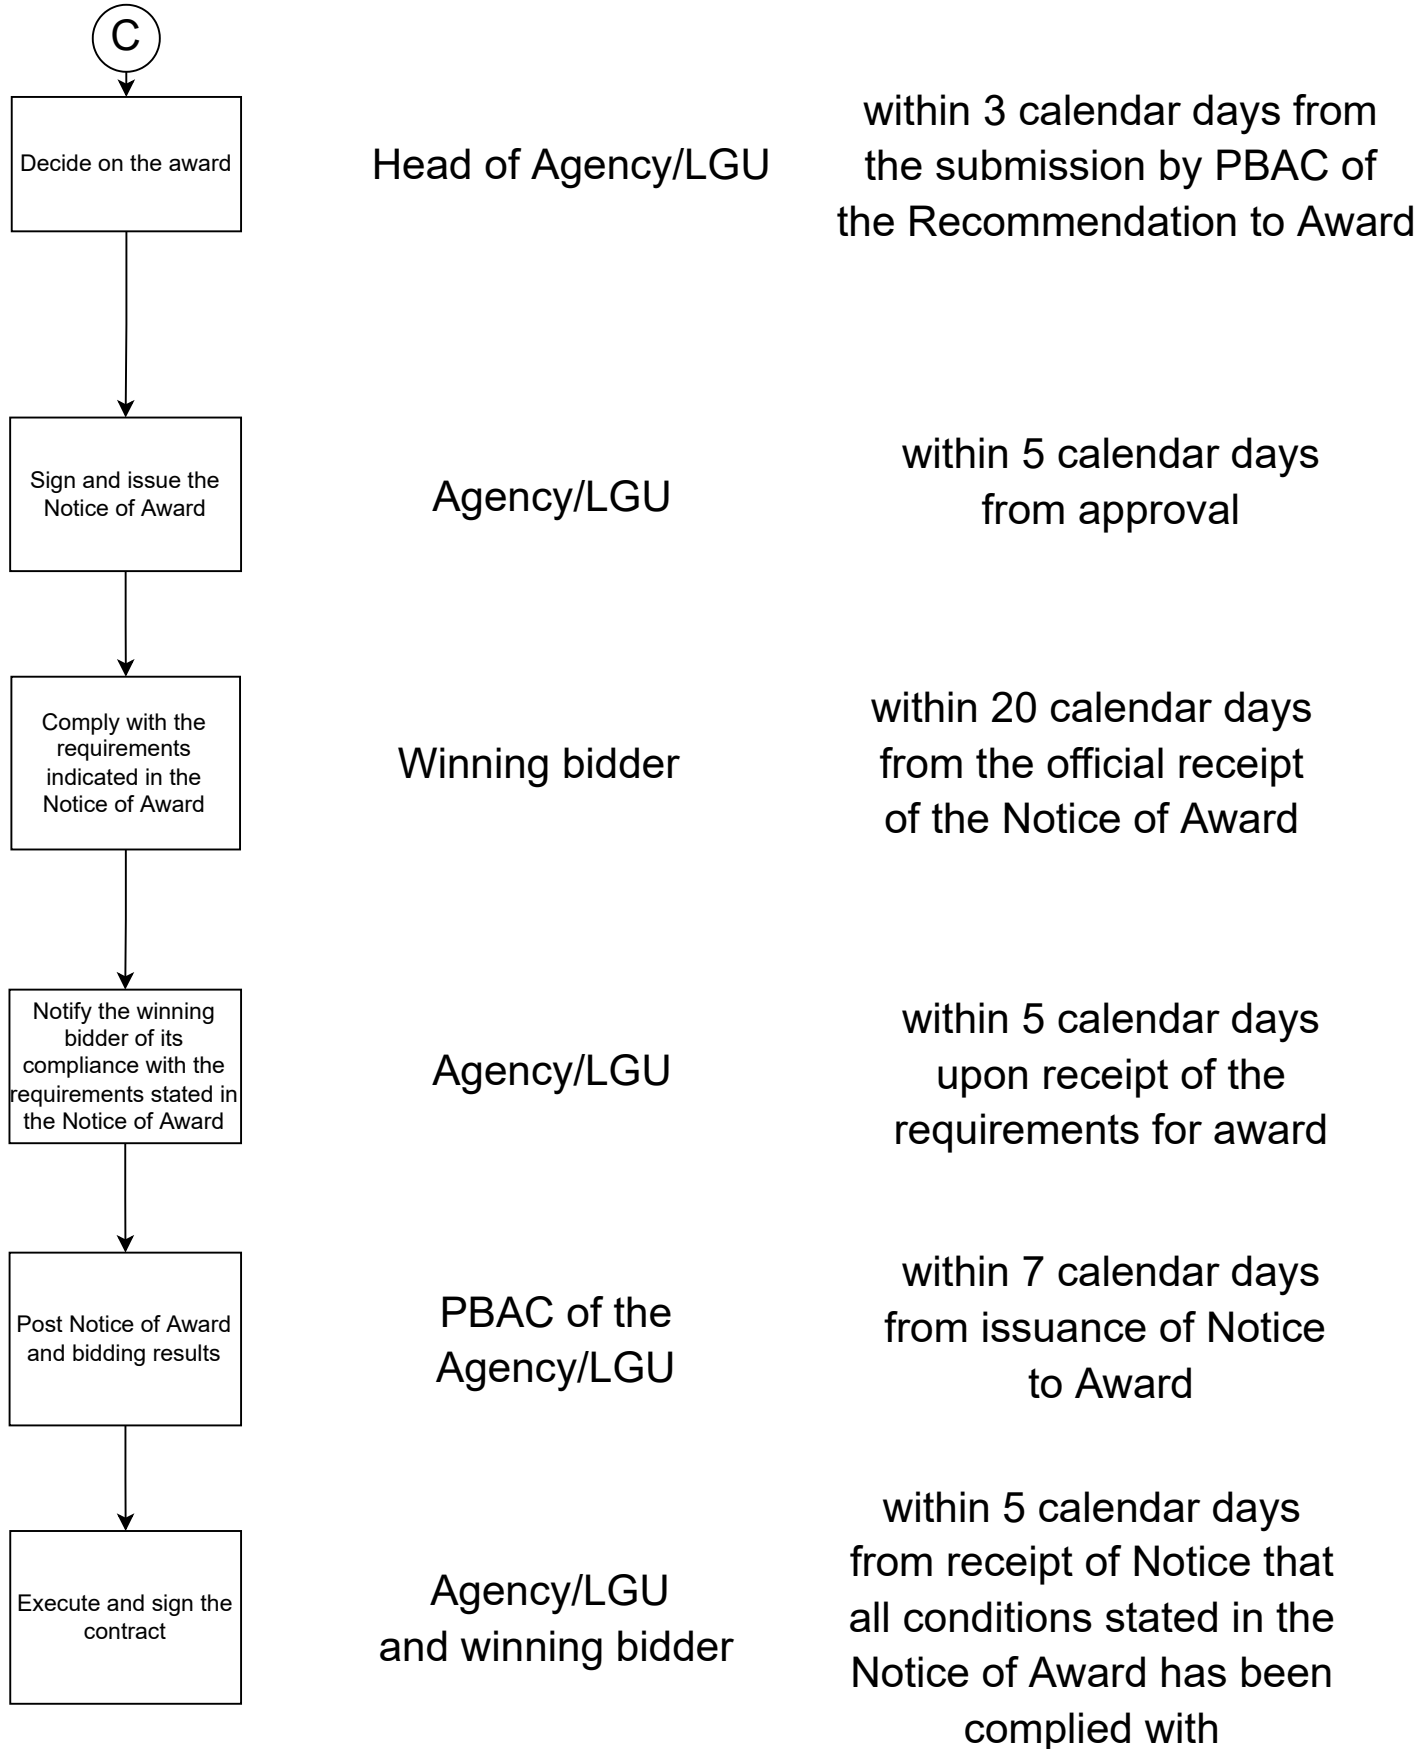 C
Decide on the award
Head of Agency/LGU
within 3 calendar days from
the submission by PBAC of
the Recommendation to Award
Sign and issue the
Notice of Award
Agency/LGU
within 5 calendar days
from approval
Comply with the
requirements
indicated in the
Notice of Award
Winning bidder
within 20 calendar days
from the official receipt
of the Notice of Award
Notify the winning
bidder of its
compliance with the
requirements stated in
the Notice of Award
Agency/LGU
within 5 calendar days
upon receipt of the
requirements for award
Post Notice of Award
and bidding results
PBAC of the
Agency/LGU
within 7 calendar days
from issuance of Notice
to Award
Execute and sign the
contract
Agency/LGU
and winning bidder
within 5 calendar days
from receipt of Notice that
all conditions stated in the
Notice of Award has been
complied with